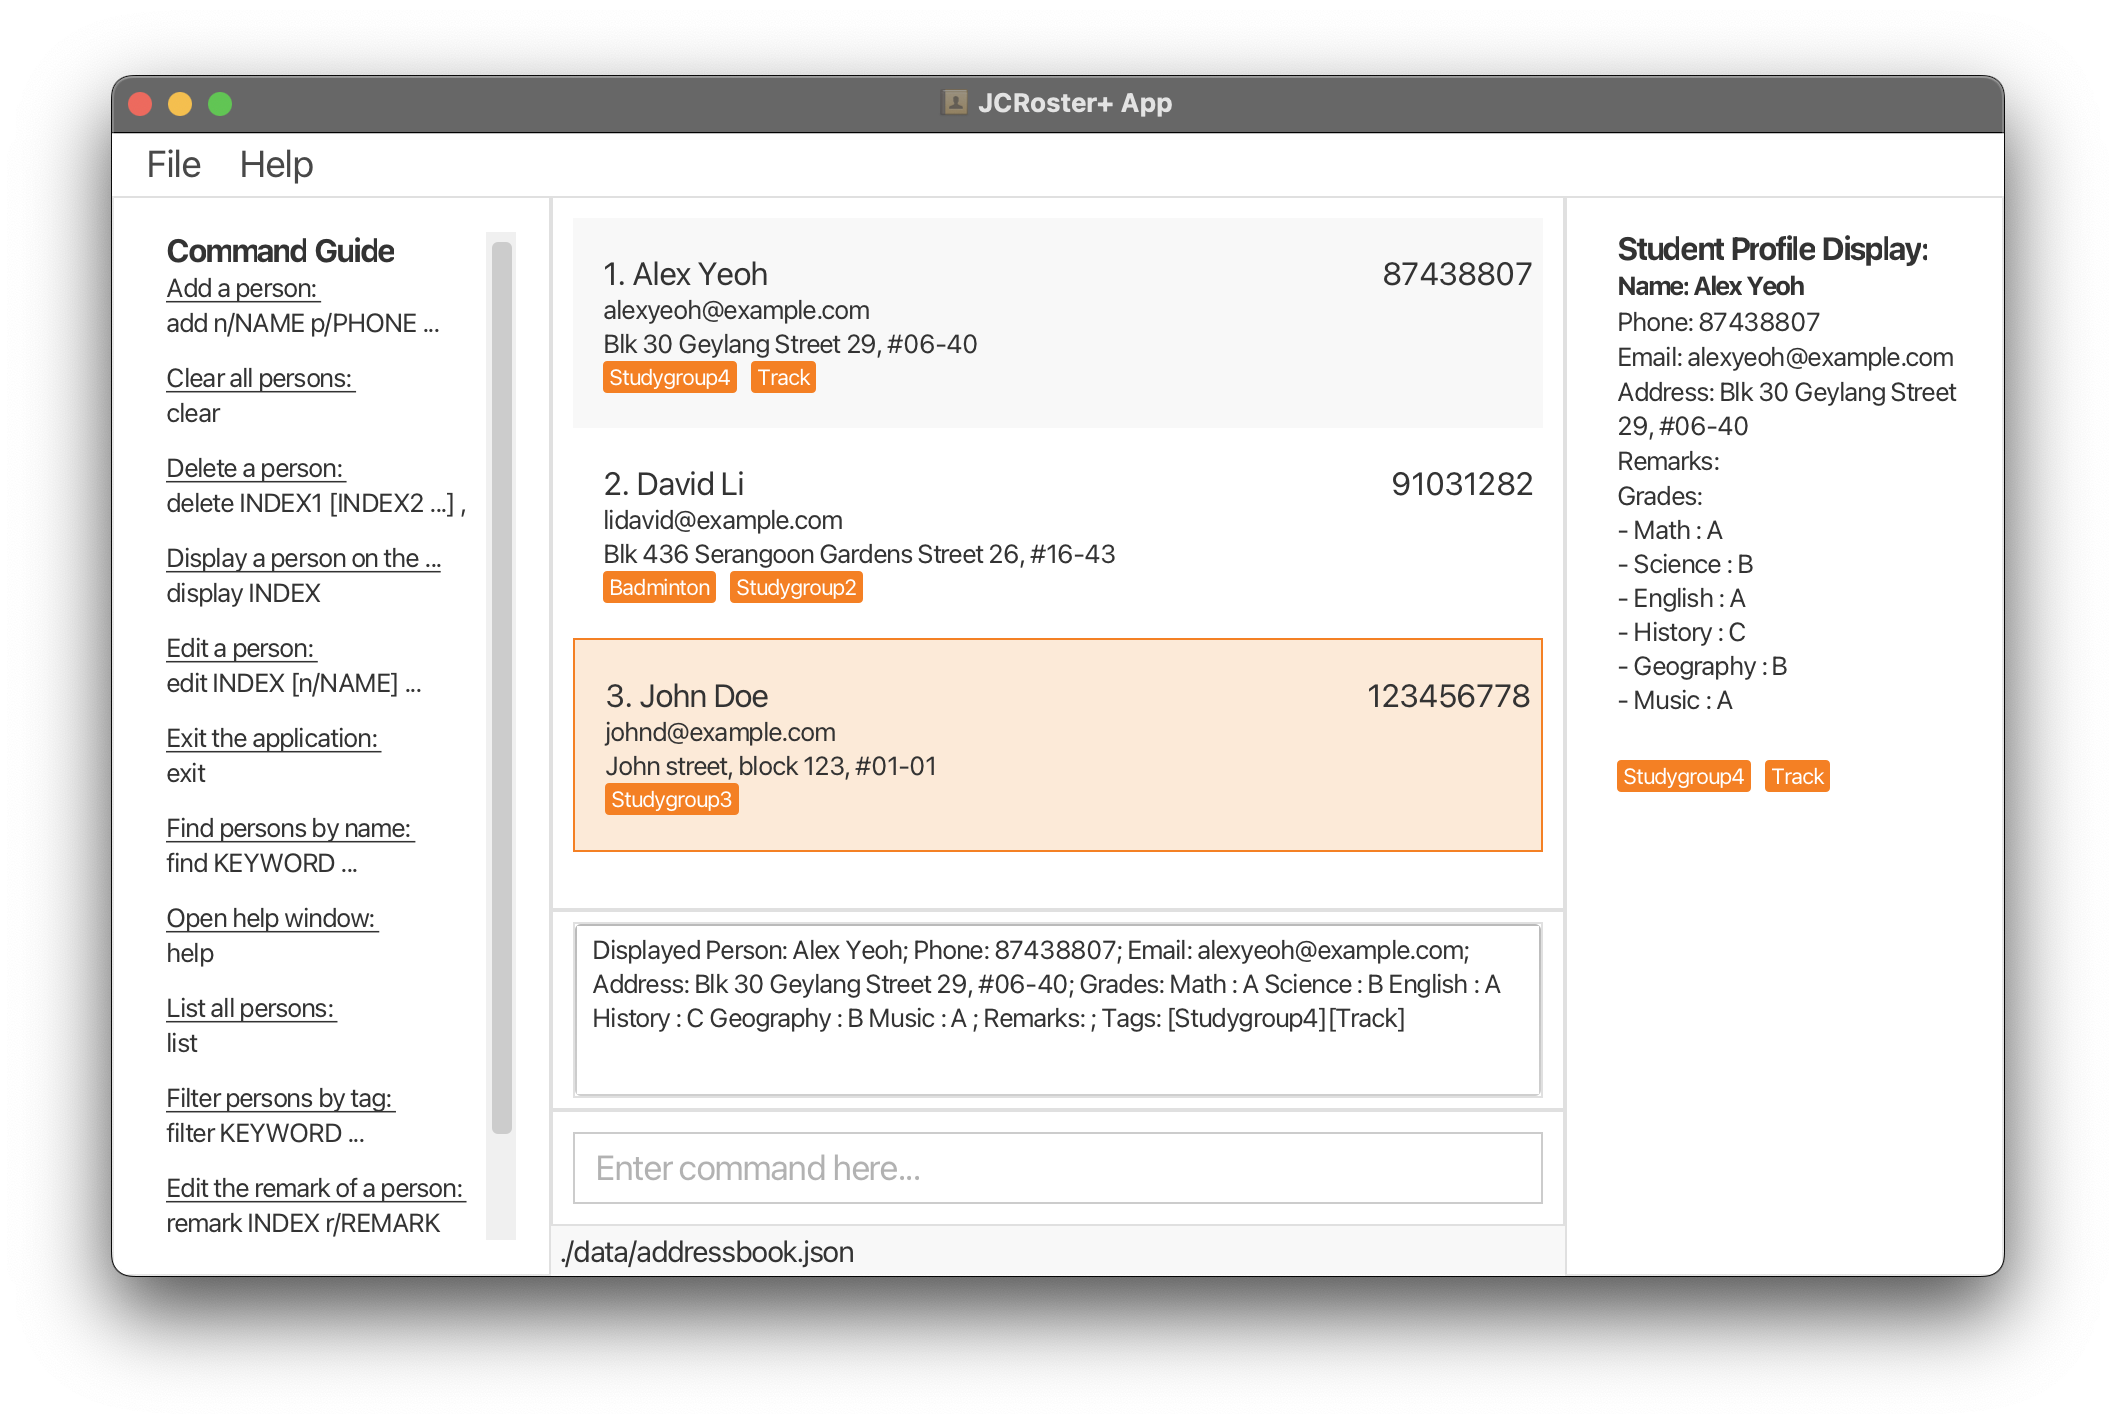 JCRoster+ App
File Help
Command Guide
Add a person:
add n/NAME p/PHONE ...
Clear all persons:
clear
Delete a person:
delete INDEX1 [INDEX2 ...] ,
Display a person on the ...
display INDEX
Edit a person:
edit INDEX [n/NAME] ...
Exit the application:
exit
Find persons by name:
find KEYWORD ...
Open help window:
help
List all persons:
list
Filter persons by tag:
filter KEYWORD ...
Edit the remark of a person:
remark INDEX r/REMARK
1. Alex Yeoh 87438807
alexyeoh@example.com
Blk 30 Geylang Street 29, #06-40
Studygroup4 Track
2. David Li 91031282
lidavid@example.com
Blk 436 Serangoon Gardens Street 26, #16-43
Badminton Studygroup2
3. John Doe 123456778
johnd@example.com
John street, block 123, #01-01
Studygroup3
Displayed Person: Alex Yeoh; Phone: 87438807; Email: alexyeoh@example.com;
Address: Blk 30 Geylang Street 29, #06-40; Grades: Math : A Science : B English : A
History : C Geography : B Music : A ; Remarks: ; Tags: [Studygroup4][Track]
Enter command here...
./data/addressbook.json
Student Profile Display:
Name: Alex Yeoh
Phone: 87438807
Email: alexyeoh@example.com
Address: Blk 30 Geylang Street
29, #06-40
Remarks:
Grades:
- Math : A
- Science : B
- English : A
- History : C
- Geography : B
- Music : A
Studygroup4 Track